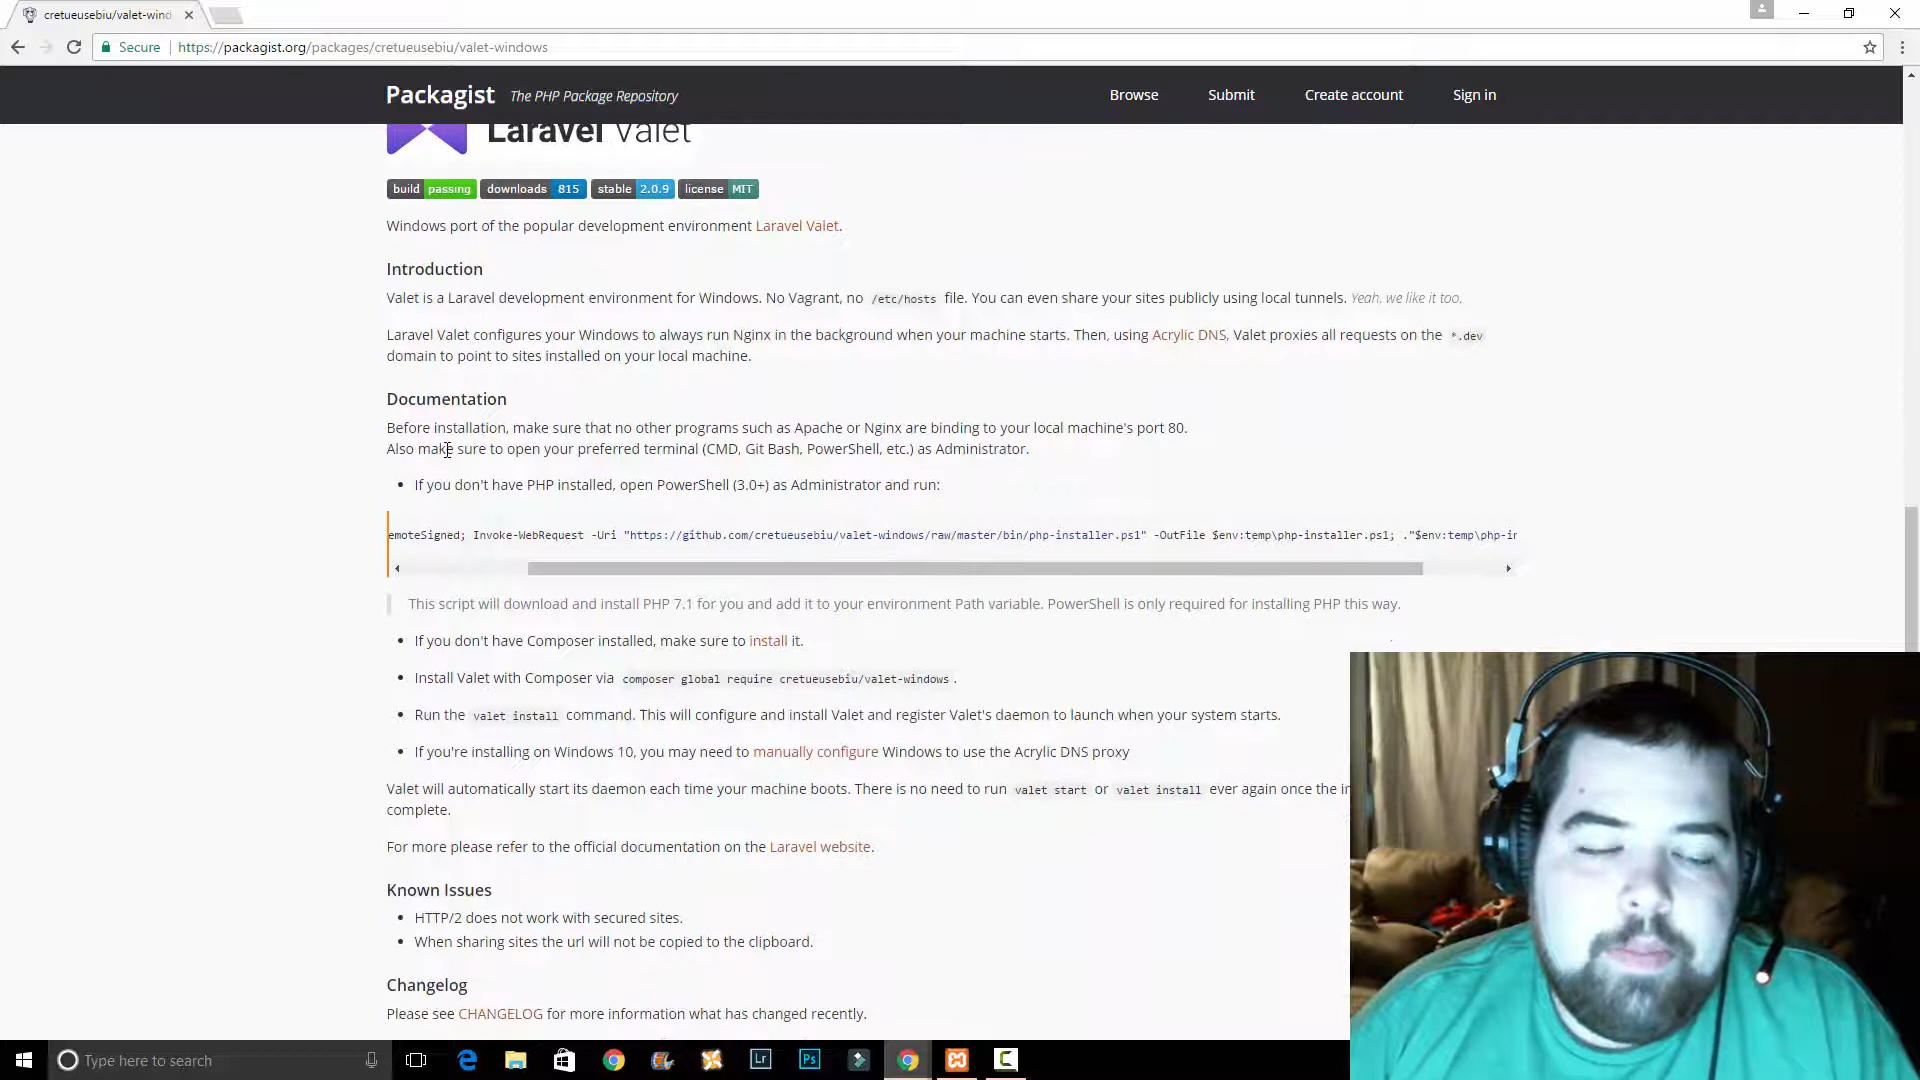 cretueusebiu/valet-wind
Secure https://packagist.org/packages/cretueusebiu/valet-windows
Packagist The PHP Package Repository Browse Submit Create account Sign in
Laravel Valet
build passing downloads 815 stable 2.0.9 license MIT
Windows port of the popular development environment Laravel Valet.
Introduction
Valet is a Laravel development environment for Windows. No Vagrant, no /etc/hosts file. You can even share your sites publicly using local tunnels. Yeah, we like it too.
Laravel Valet configures your Windows to always run Nginx in the background when your machine starts. Then, using Acrylic DNS, Valet proxies all requests on the *.dev
domain to point to sites installed on your local machine.
Documentation
Before installation, make sure that no other programs such as Apache or Nginx are binding to your local machine's port 80.
Also make sure to open your preferred terminal (CMD, Git Bash, PowerShell, etc.) as Administrator.
• If you don't have PHP installed, open PowerShell (3.0+) as Administrator and run:
emoteSigned; Invoke-WebRequest -Uri "https://github.com/cretueusebiu/valet-windows/raw/master/bin/php-installer.ps1" -OutFile $env:temp\php-installer.ps1; ."$env:temp\php-ir
This script will download and install PHP 7.1 for you and add it to your environment Path variable. PowerShell is only required for installing PHP this way.
• If you don't have Composer installed, make sure to install it.
• Install Valet with Composer via composer global require cretueusebiu/valet-windows .
• Run the valet install command. This will configure and install Valet and register Valet's daemon to launch when your system starts.
• If you're installing on Windows 10, you may need to manually configure Windows to use the Acrylic DNS proxy
Valet will automatically start its daemon each time your machine boots. There is no need to run valet start or valet install ever again once the in
complete.
For more please refer to the official documentation on the Laravel website.
Known Issues
• HTTP/2 does not work with secured sites.
• When sharing sites the url will not be copied to the clipboard.
Changelog
Please see CHANGELOG for more information what has changed recently.
Type here to search Lr Ps